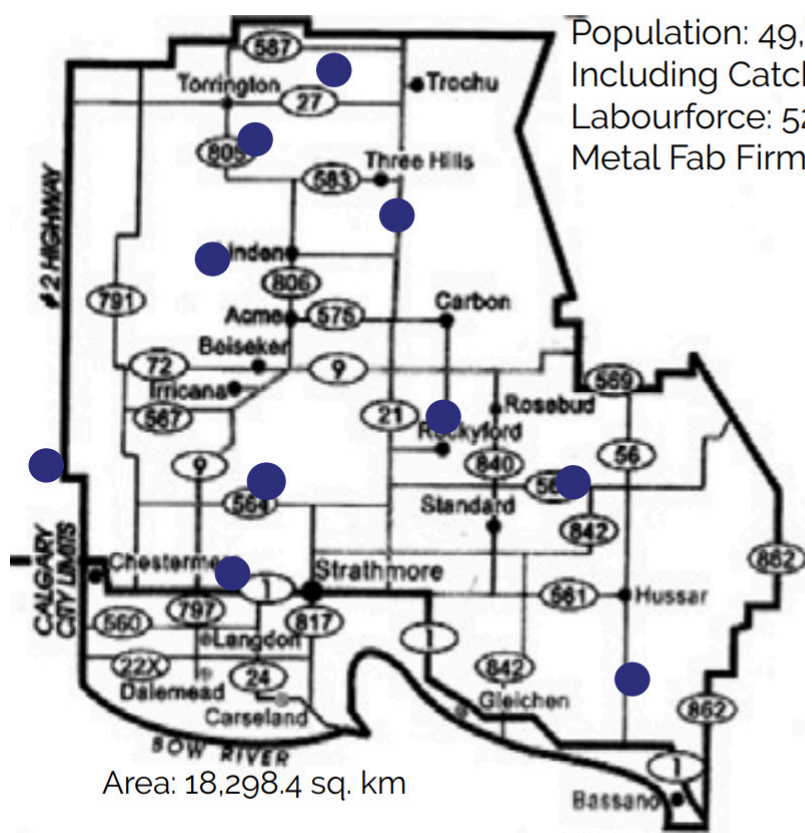 Population: 49,
Including Catch
Labourforce: 52
Metal Fab Firm
587
Torrington
27
Trochu
805
Three Hills
583
#2 HIGHWAY
Linden
806
791
Acme
575
Carbon
Beiseker
72
9
569
Irricana
567
21
Rosebud
Rockyford
9
840
56
564
Standard
842
CALGARY
CITY LIMITS
Chestermere
1
Strathmore
862
561
Hussar
560
797
Langdon
817
1
22X
24
Dalemead
Carseland
842
Gleichen
862
BOW RIVER
1
Area: 18,298.4 sq. km
Bassano